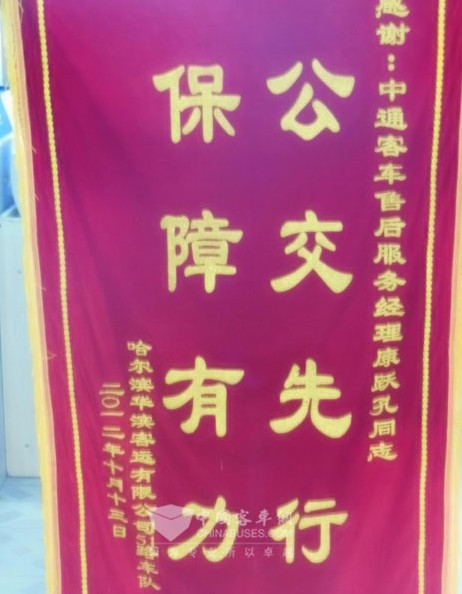 感谢：中通客车售后服务经理康跃孔同志
公交先行
保障有功
哈尔滨华滨客运有限公司51路车队
二〇一二年十月十三日
中国客车网
CHINABUSES.COM